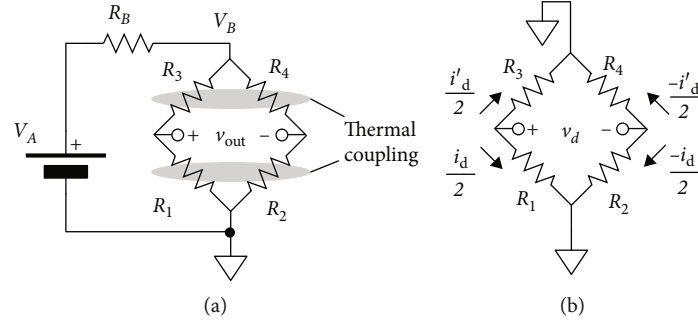 R_B
V_B
R_3
R_4
V_A
+
+
v_out
−
Thermal
coupling
R_1
R_2
(a)
R_3
R_4
i'_d
2
−i'_d
2
+
v_d
−
i_d
2
−i_d
2
R_1
R_2
(b)